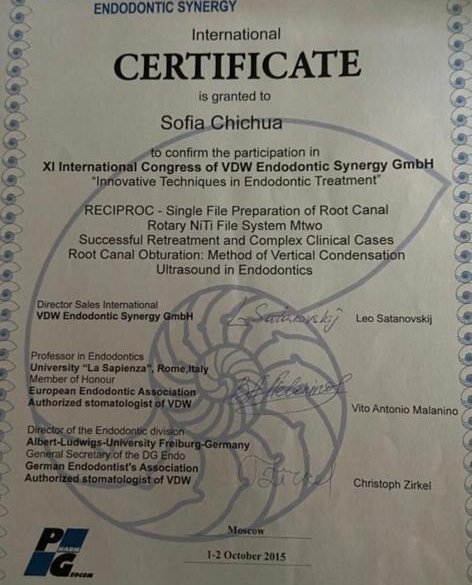 ENDODONTIC SYNERGY
International
CERTIFICATE
is granted to
Sofia Chichua
to confirm the participation in
XI International Congress of VDW Endodontic Synergy GmbH
"Innovative Techniques in Endodontic Treatment"
RECIPROC - Single File Preparation of Root Canal
Rotary NiTi File System Mtwo
Successful Retreatment and Complex Clinical Cases
Root Canal Obturation: Method of Vertical Condensation
Ultrasound in Endodontics
Director Sales International
VDW Endodontic Synergy GmbH
L. Satanovskij
Leo Satanovskij
Professor in Endodontics
University "La Sapienza", Rome,Italy
Member of Honour
European Endodontic Association
Authorized stomatologist of VDW
Vito Antonio Malanino
Director of the Endodontic division
Albert-Ludwigs-University Freiburg-Germany
General Secretary of the DG Endo
German Endodontist's Association
Authorized stomatologist of VDW
Zirkel
Christoph Zirkel
Moscow
1-2 October 2015
PHARM
GEOCOM